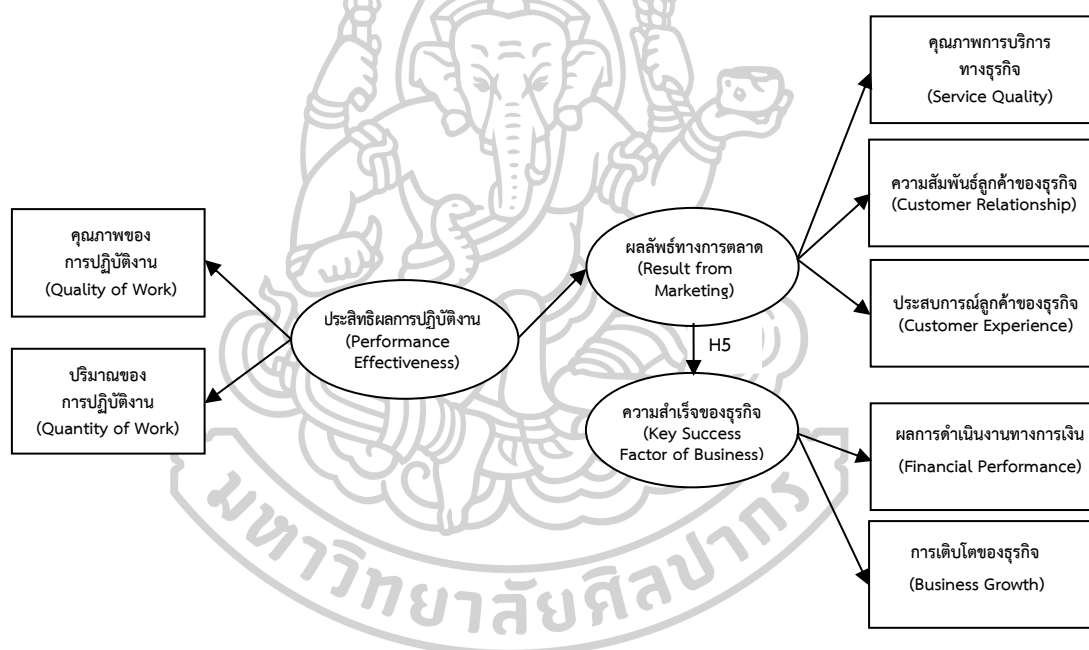 คุณภาพการบริการ
ทางธุรกิจ
(Service Quality)
ความสัมพันธ์ลูกค้าของธุรกิจ
(Customer Relationship)
คุณภาพของ
การปฏิบัติงาน
(Quality of Work)
ผลลัพธ์ทางการตลาด
(Result from
Marketing)
ประสบการณ์ลูกค้าของธุรกิจ
(Customer Experience)
ประสิทธิผลการปฏิบัติงาน
(Performance
Effectiveness)
H5
ปริมาณของ
การปฏิบัติงาน
(Quantity of Work)
ความสำเร็จของธุรกิจ
(Key Success
Factor of Business)
ผลการดำเนินงานทางการเงิน
(Financial Performance)
การเติบโตของธุรกิจ
(Business Growth)
มหาวิทยาลัยศิลปากร